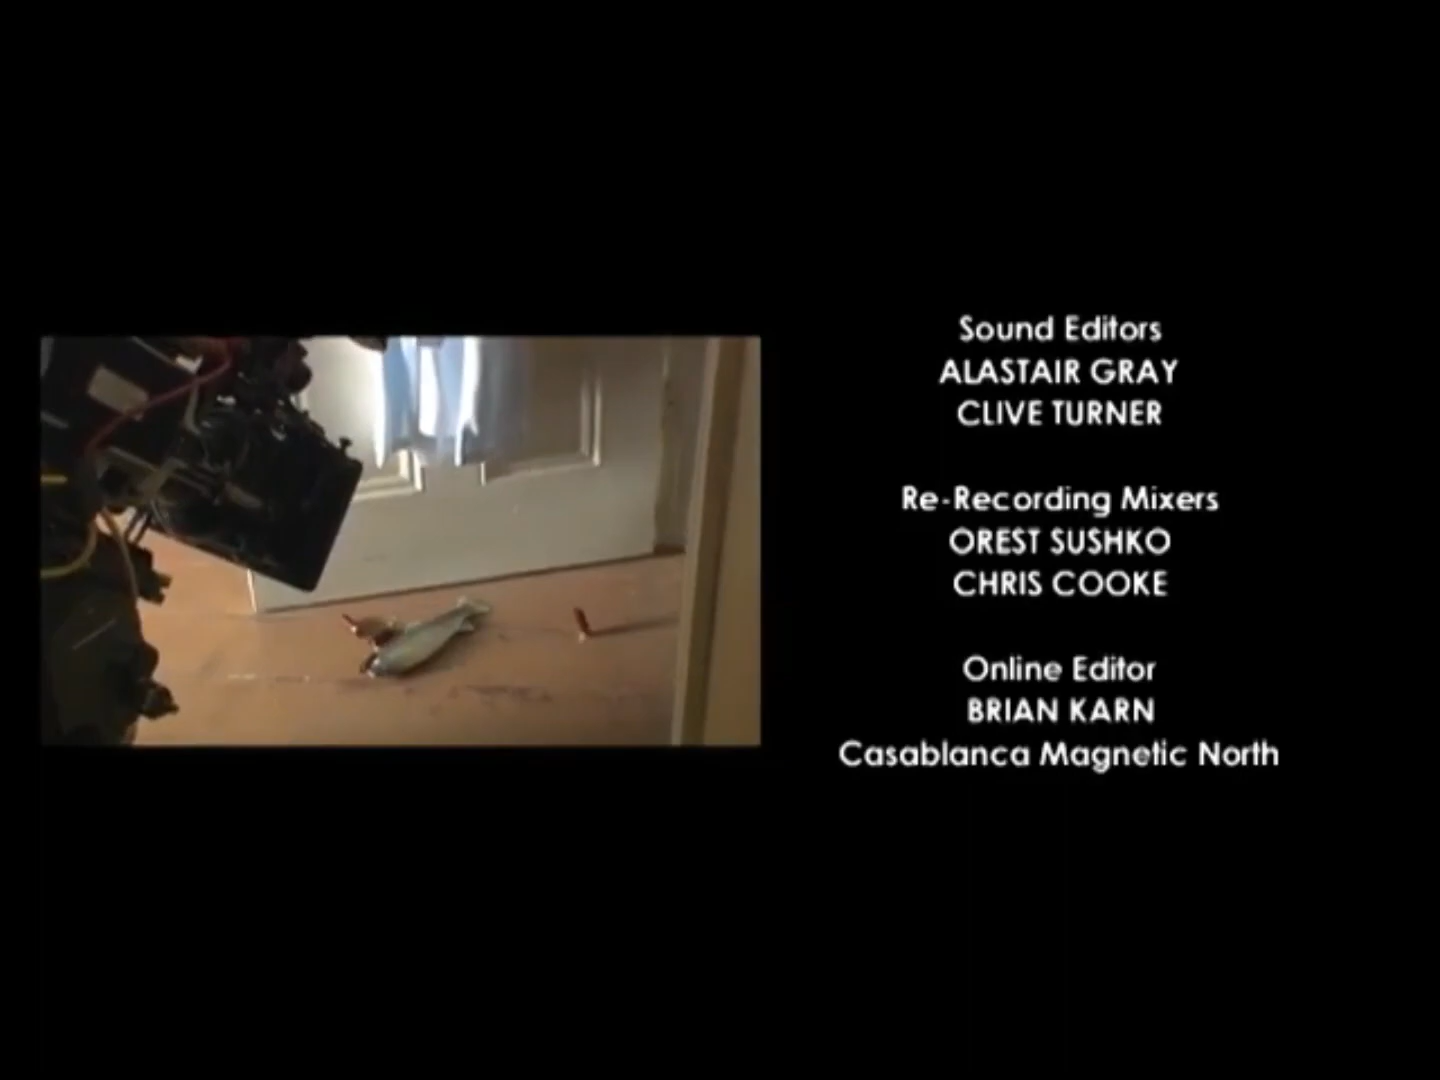 Sound Editors
ALASTAIR GRAY
CLIVE TURNER
Re-Recording Mixers
OREST SUSHKO
CHRIS COOKE
Online Editor
BRIAN KARN
Casablanca Magnetic North